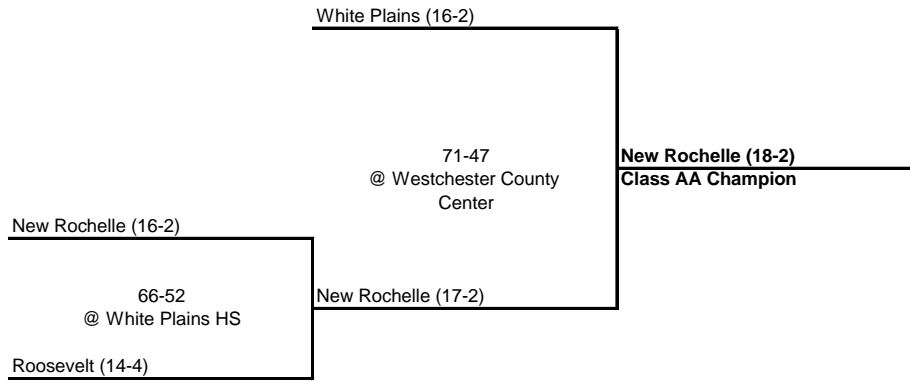 White Plains (16-2)
71-47
@ Westchester County
Center
New Rochelle (18-2)
Class AA Champion
New Rochelle (16-2)
66-52
@ White Plains HS
New Rochelle (17-2)
Roosevelt (14-4)